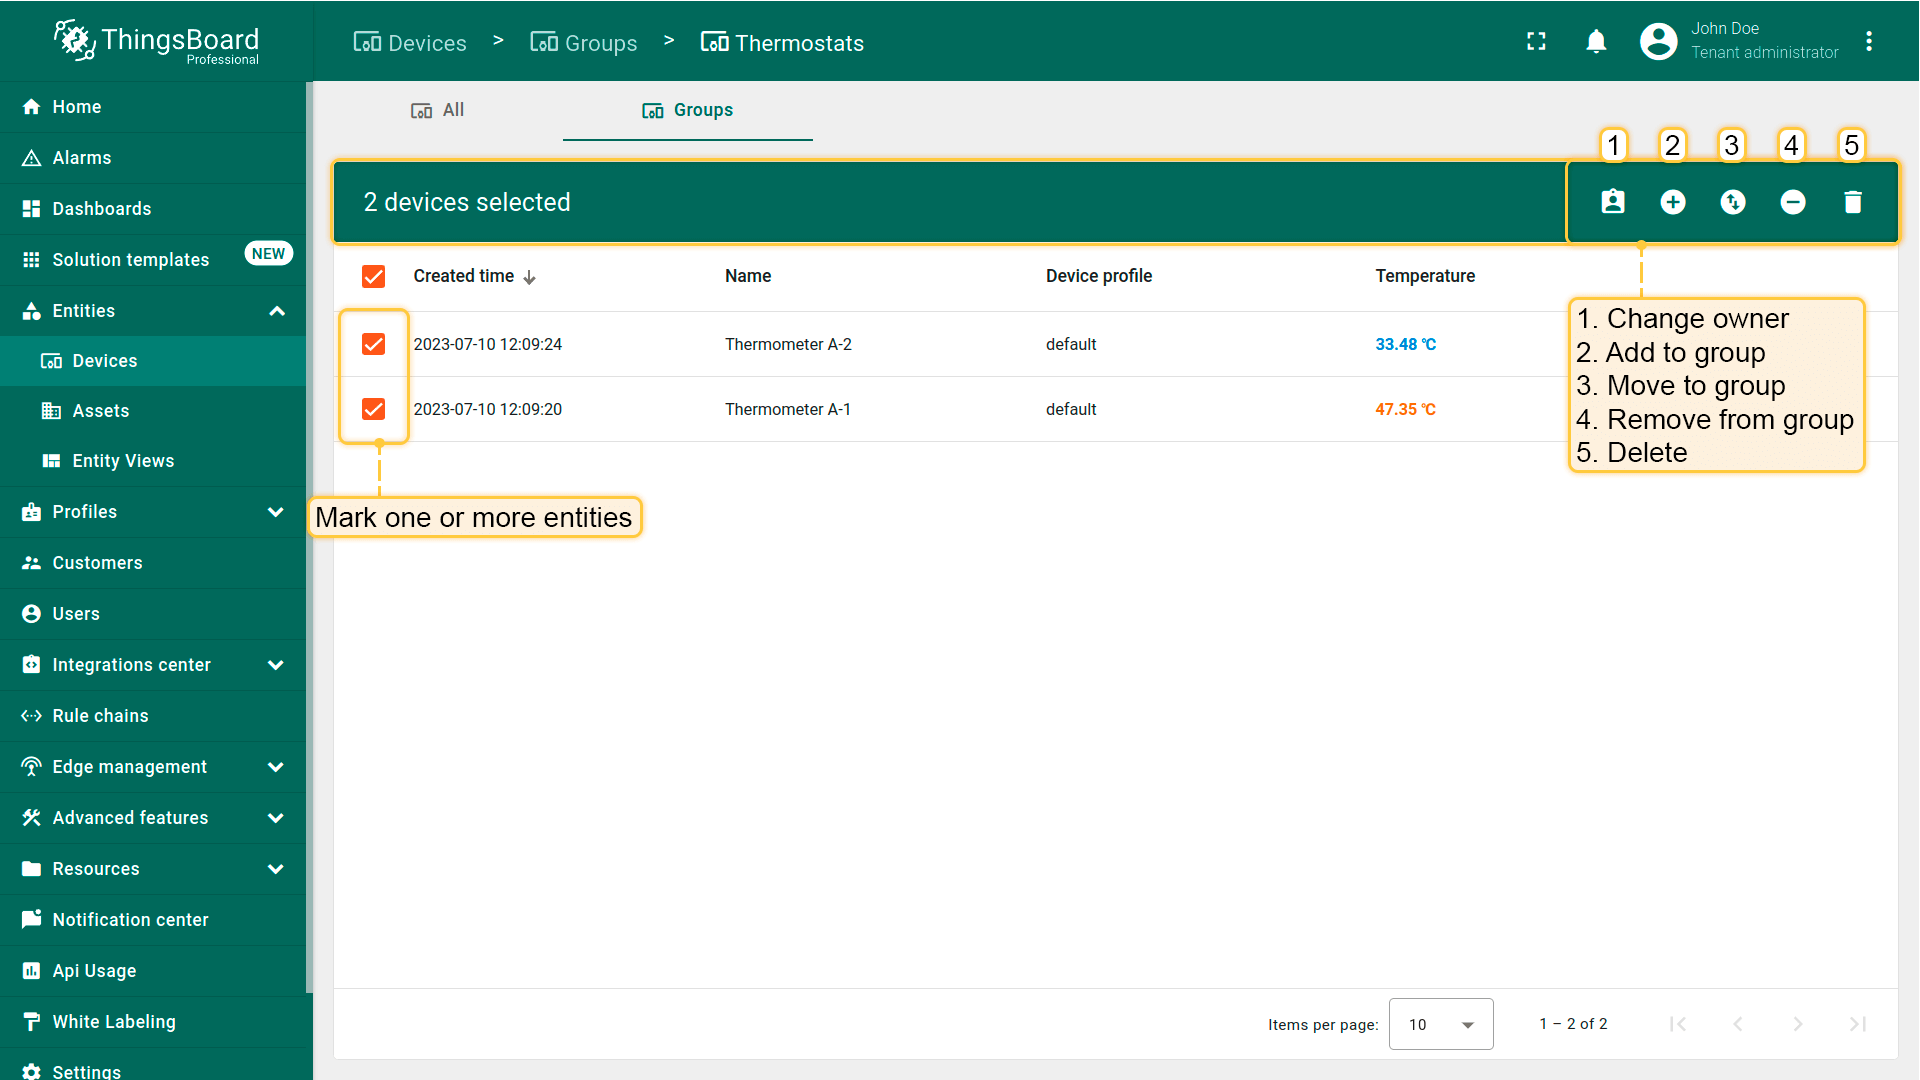 ThingsBoard
Professional
Devices > Groups > Thermostats
John Doe
Tenant administrator
Home
Alarms
Dashboards
Solution templates NEW
Entities
Devices
Assets
Entity Views
Profiles
Customers
Users
Integrations center
Rule chains
Edge management
Advanced features
Resources
Notification center
Api Usage
White Labeling
Settings
All Groups
1 2 3 4 5
2 devices selected
Created time Name Device profile Temperature
2023-07-10 12:09:24 Thermometer A-2 default 33.48 °C
2023-07-10 12:09:20 Thermometer A-1 default 47.35 °C
1. Change owner
2. Add to group
3. Move to group
4. Remove from group
5. Delete
Mark one or more entities
Items per page: 10 1 – 2 of 2